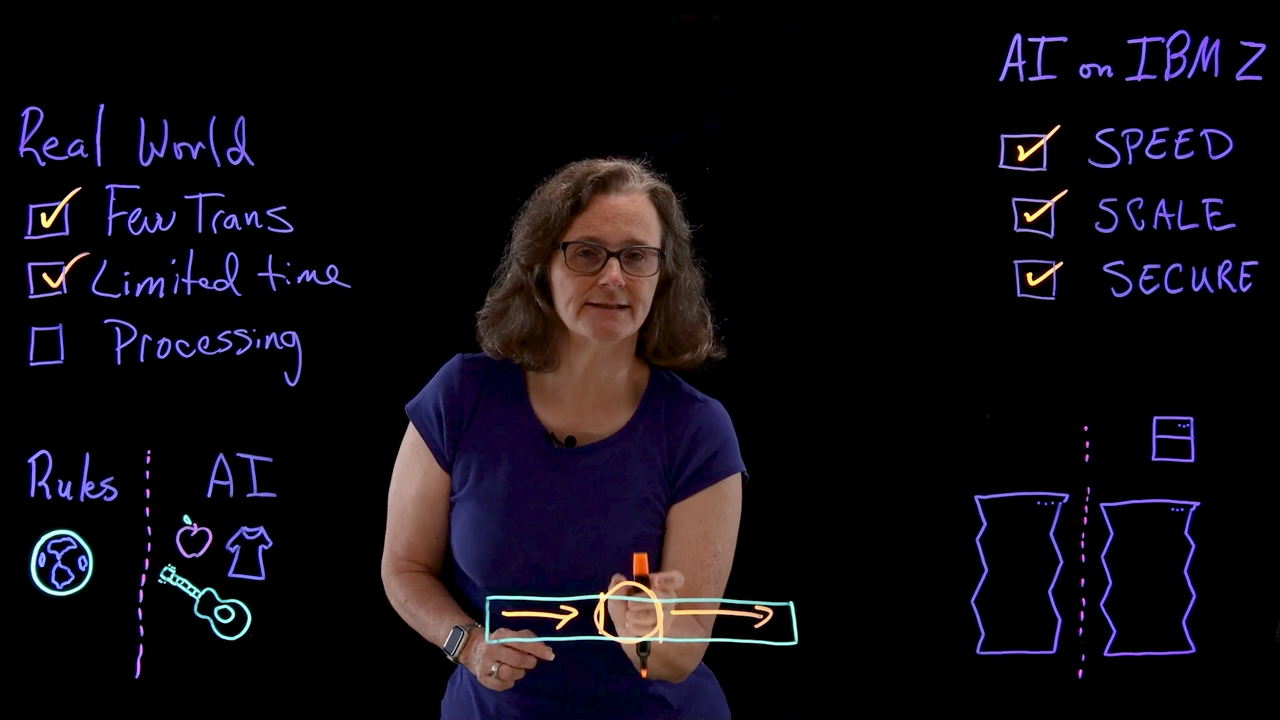 Real World
Few Trans
Limited time
Processing
Rules
AI
AI on IBM Z
SPEED
SCALE
SECURE